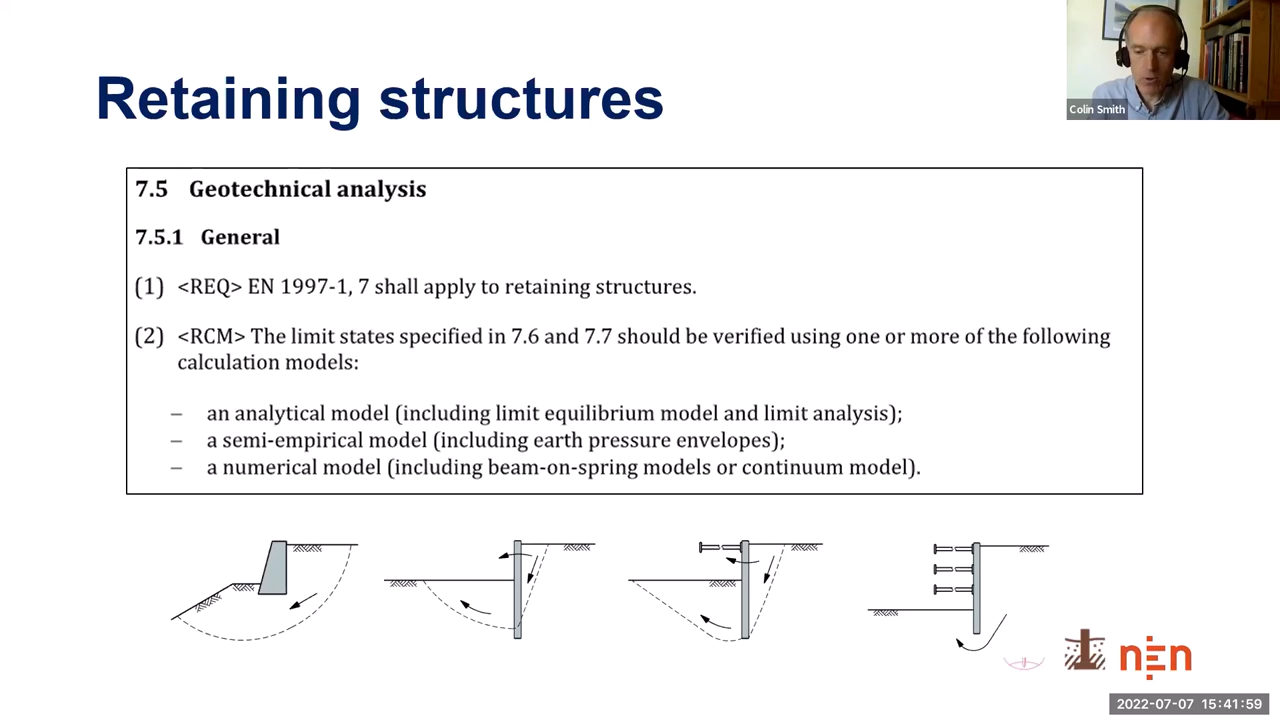 Retaining structures
Colin Smith
7.5 Geotechnical analysis
7.5.1 General
(1) <REQ> EN 1997-1, 7 shall apply to retaining structures.
(2) <RCM> The limit states specified in 7.6 and 7.7 should be verified using one or more of the following
calculation models:
– an analytical model (including limit equilibrium model and limit analysis);
– a semi-empirical model (including earth pressure envelopes);
– a numerical model (including beam-on-spring models or continuum model).
nEn
2022-07-07 15:41:59